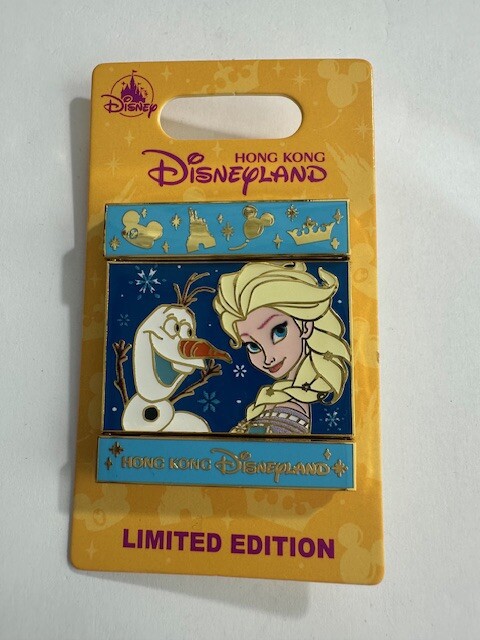 Disney
HONG KONG
DISNEYLAND
HONG KONG DISNEYLAND
LIMITED EDITION